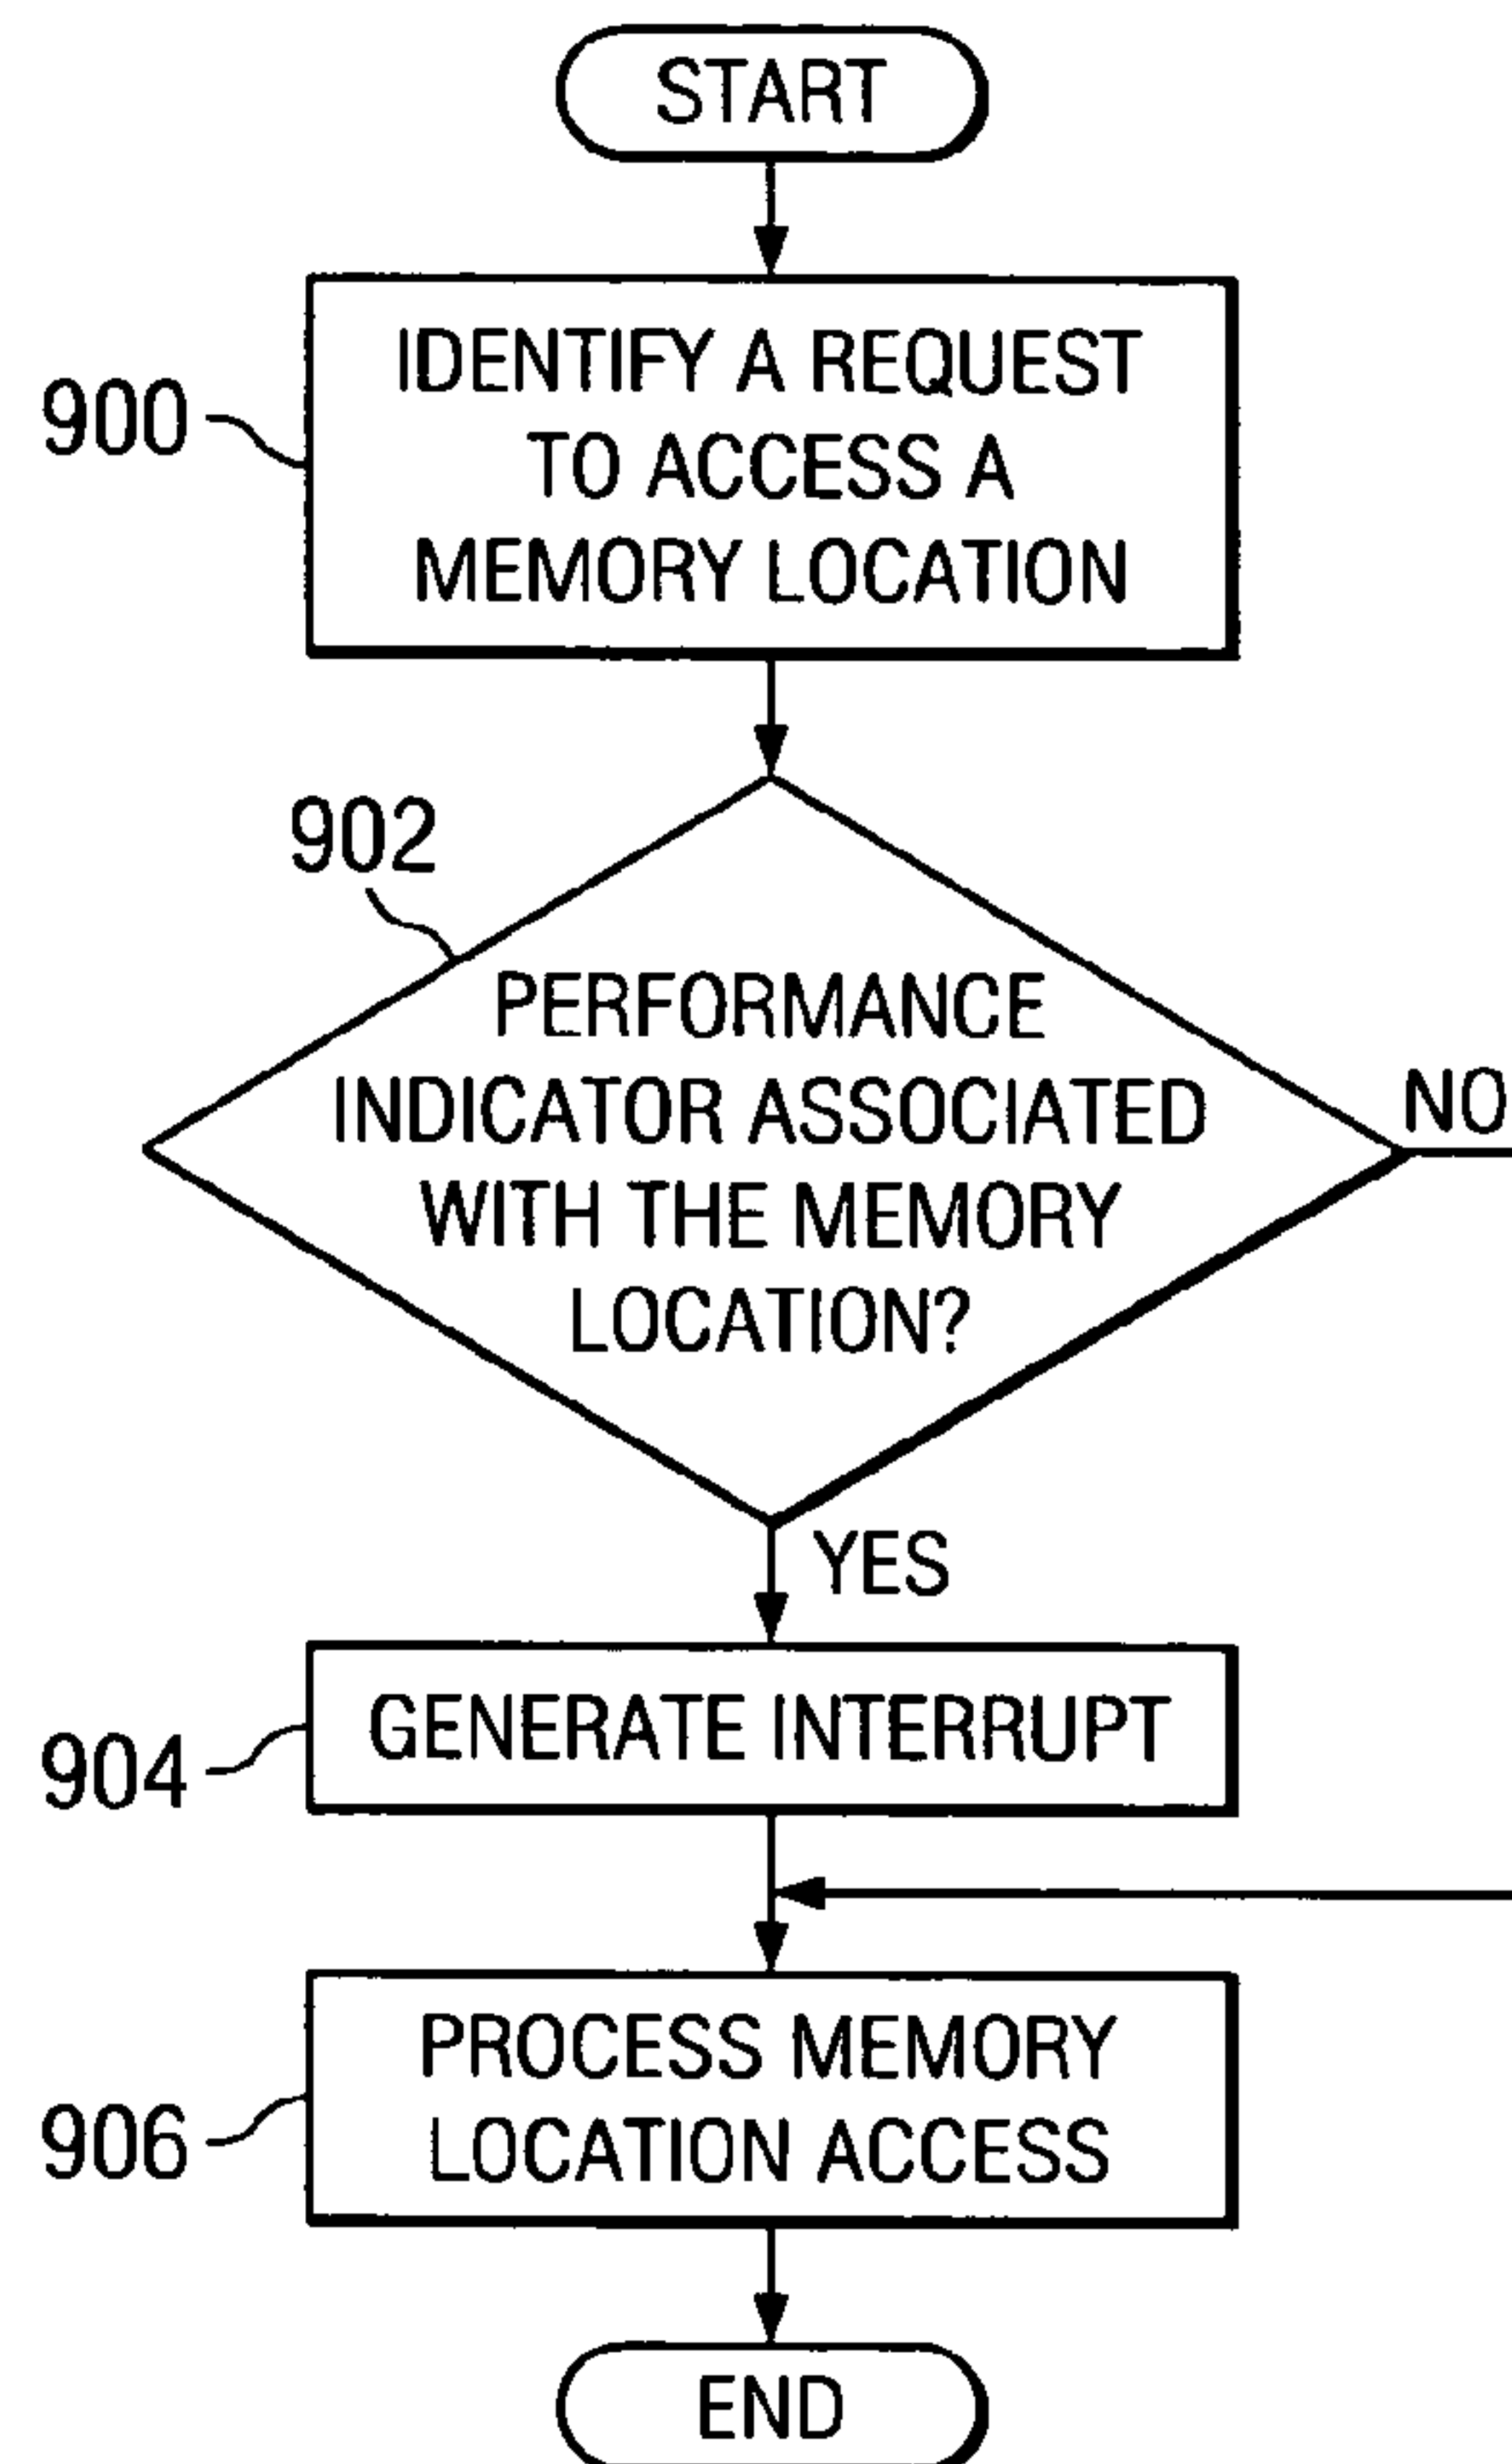 START
IDENTIFY A REQUEST
TO ACCESS A
MEMORY LOCATION
900
902
PERFORMANCE
INDICATOR ASSOCIATED
WITH THE MEMORY
LOCATION?
NO
YES
GENERATE INTERRUPT
904
PROCESS MEMORY
LOCATION ACCESS
906
END